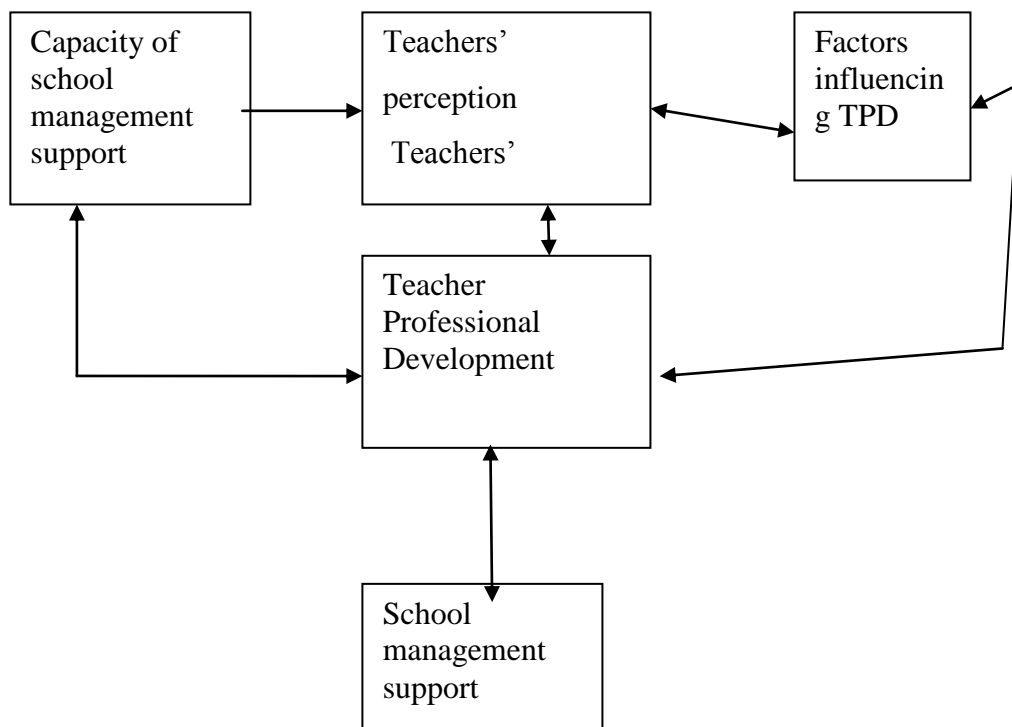 Capacity of
school
management
support
Teachers’
perception
Teachers’
Factors
influencin
g TPD
Teacher
Professional
Development
School
management
support